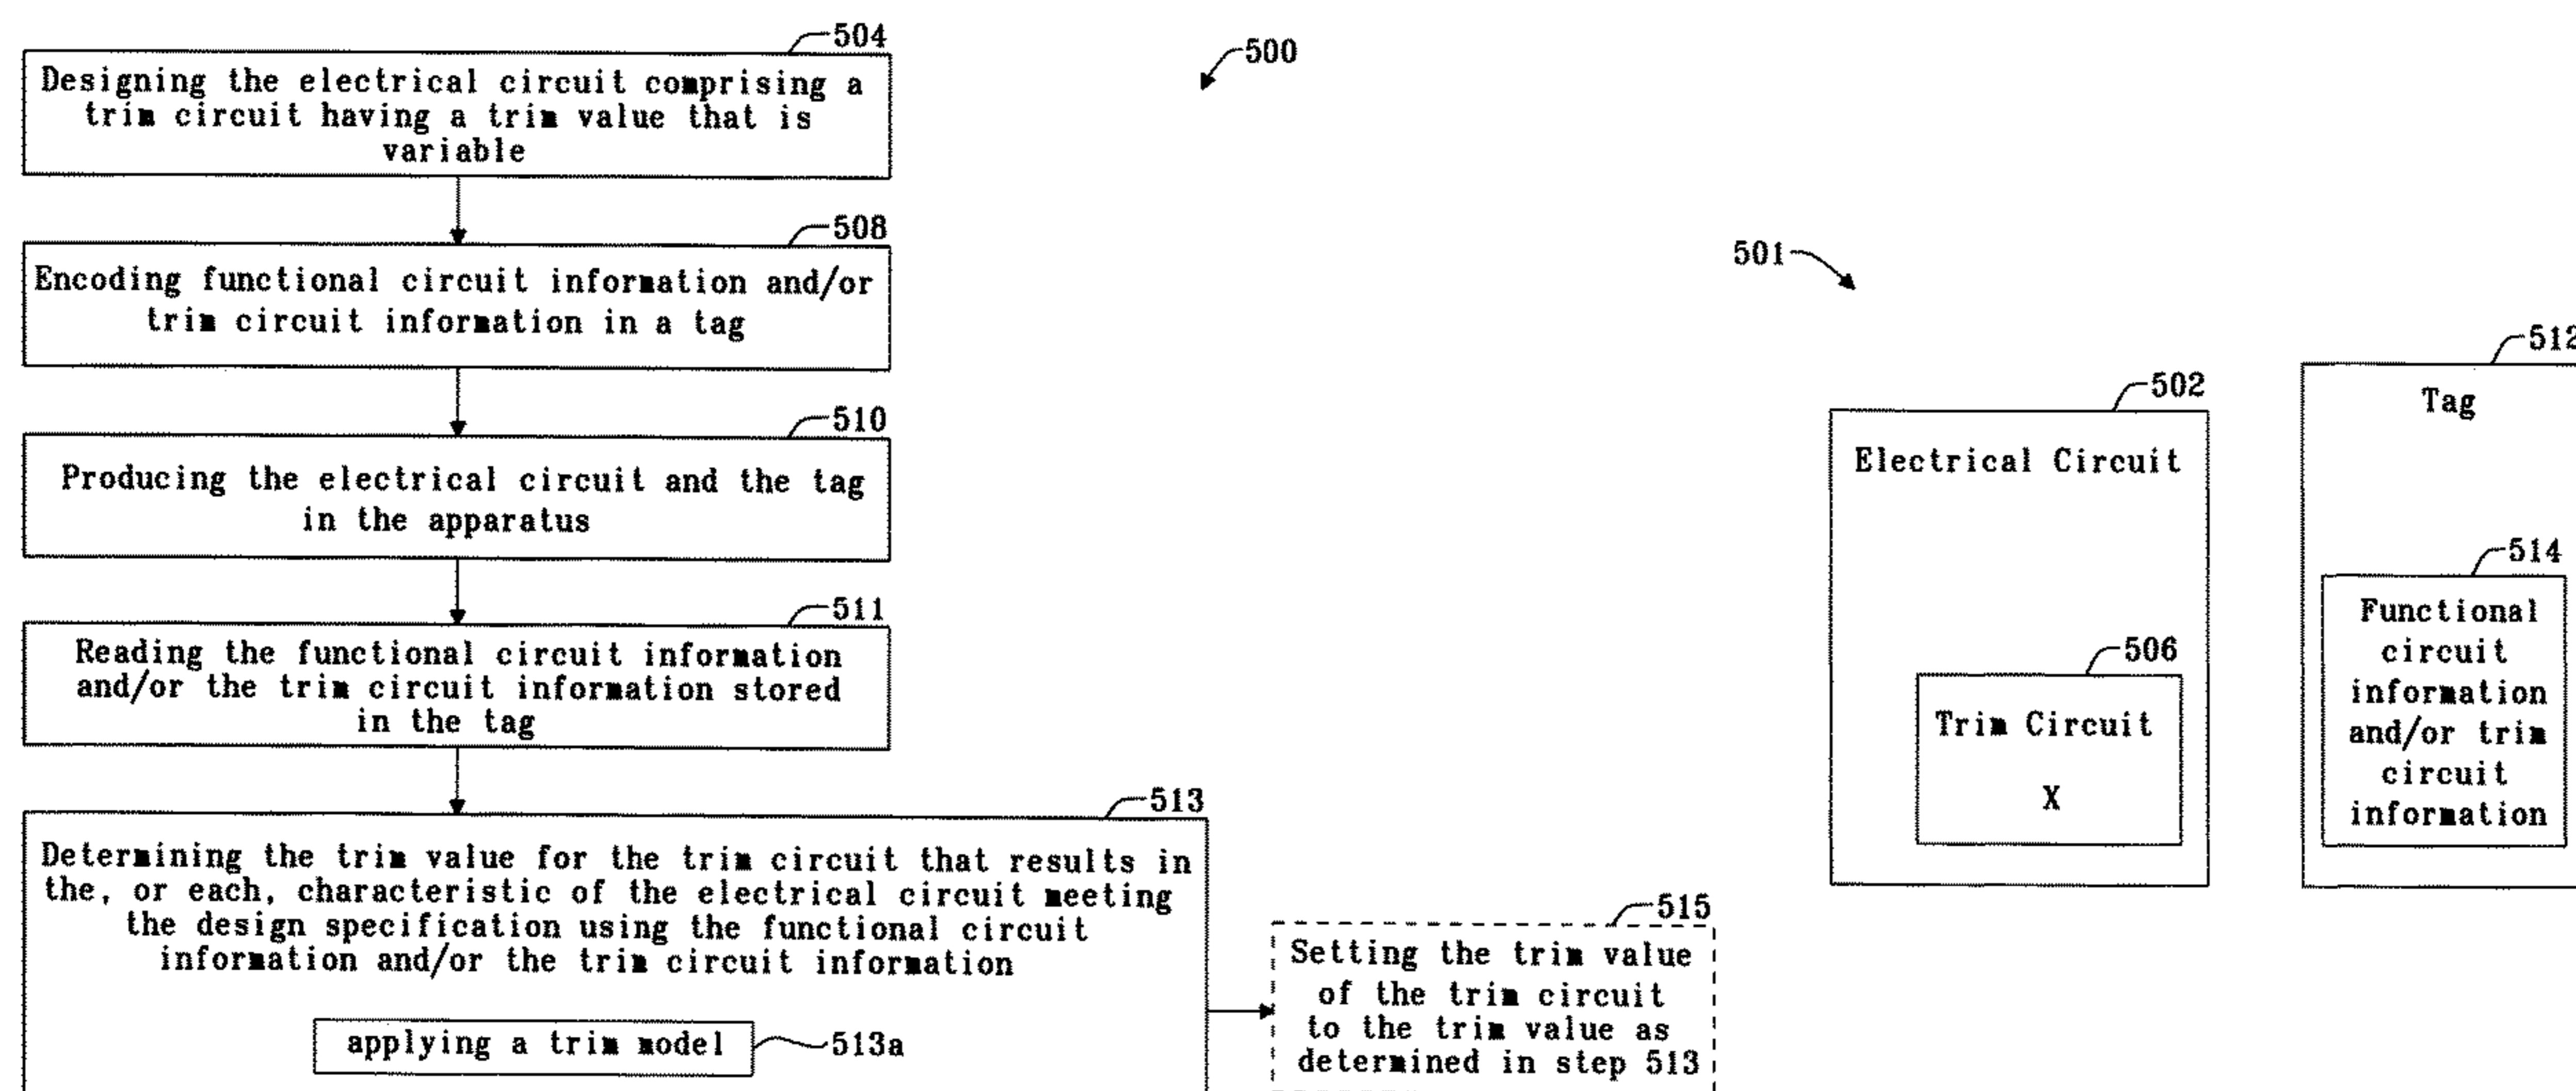 504
Designing the electrical circuit comprising a
trim circuit having a trim value that is
variable
508
Encoding functional circuit information and/or
trim circuit information in a tag
510
Producing the electrical circuit and the tag
in the apparatus
511
Reading the functional circuit information
and/or the trim circuit information stored
in the tag
513
Determining the trim value for the trim circuit that results in
the, or each, characteristic of the electrical circuit meeting
the design specification using the functional circuit
information and/or the trim circuit information
applying a trim model
513a
515
Setting the trim value
of the trim circuit
to the trim value as
determined in step 513
500
501
502
Electrical Circuit
506
Trim Circuit
X
512
Tag
514
Functional
circuit
information
and/or trim
circuit
information